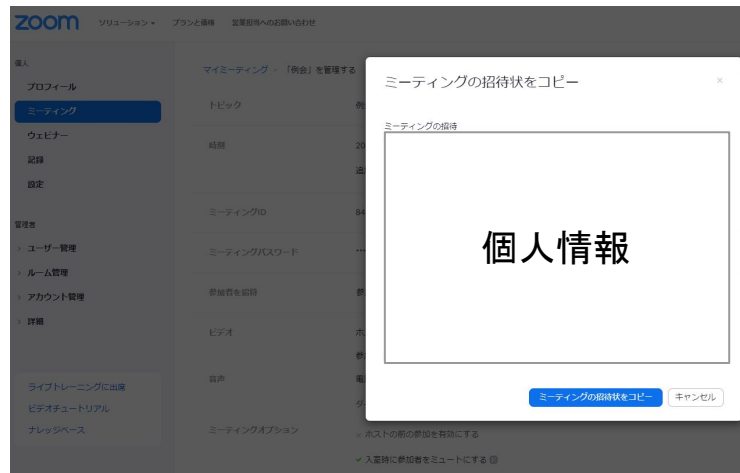 zoom ソリューション プランと価格 営業担当へのお問い合わせ
個人
プロフィール
ミーティング
ウェビナー
記録
設定
管理者
ユーザー管理
ルーム管理
アカウント管理
詳細
ライブトレーニングに出席
ビデオチュートリアル
ナレッジベース
マイミーティング 「例会」を管理する
トピック 例
時間 20
追
ミーティングID 84
ミーティングパスワード ***
参加者を招待 参
ビデオ ホ
参
音声 電
ダ
ミーティングオプション × ホストの前の参加を有効にする
✓ 入室時に参加者をミュートにする
ミーティングの招待状をコピー ×
ミーティングの招待
個人情報
ミーティングの招待状をコピー キャンセル